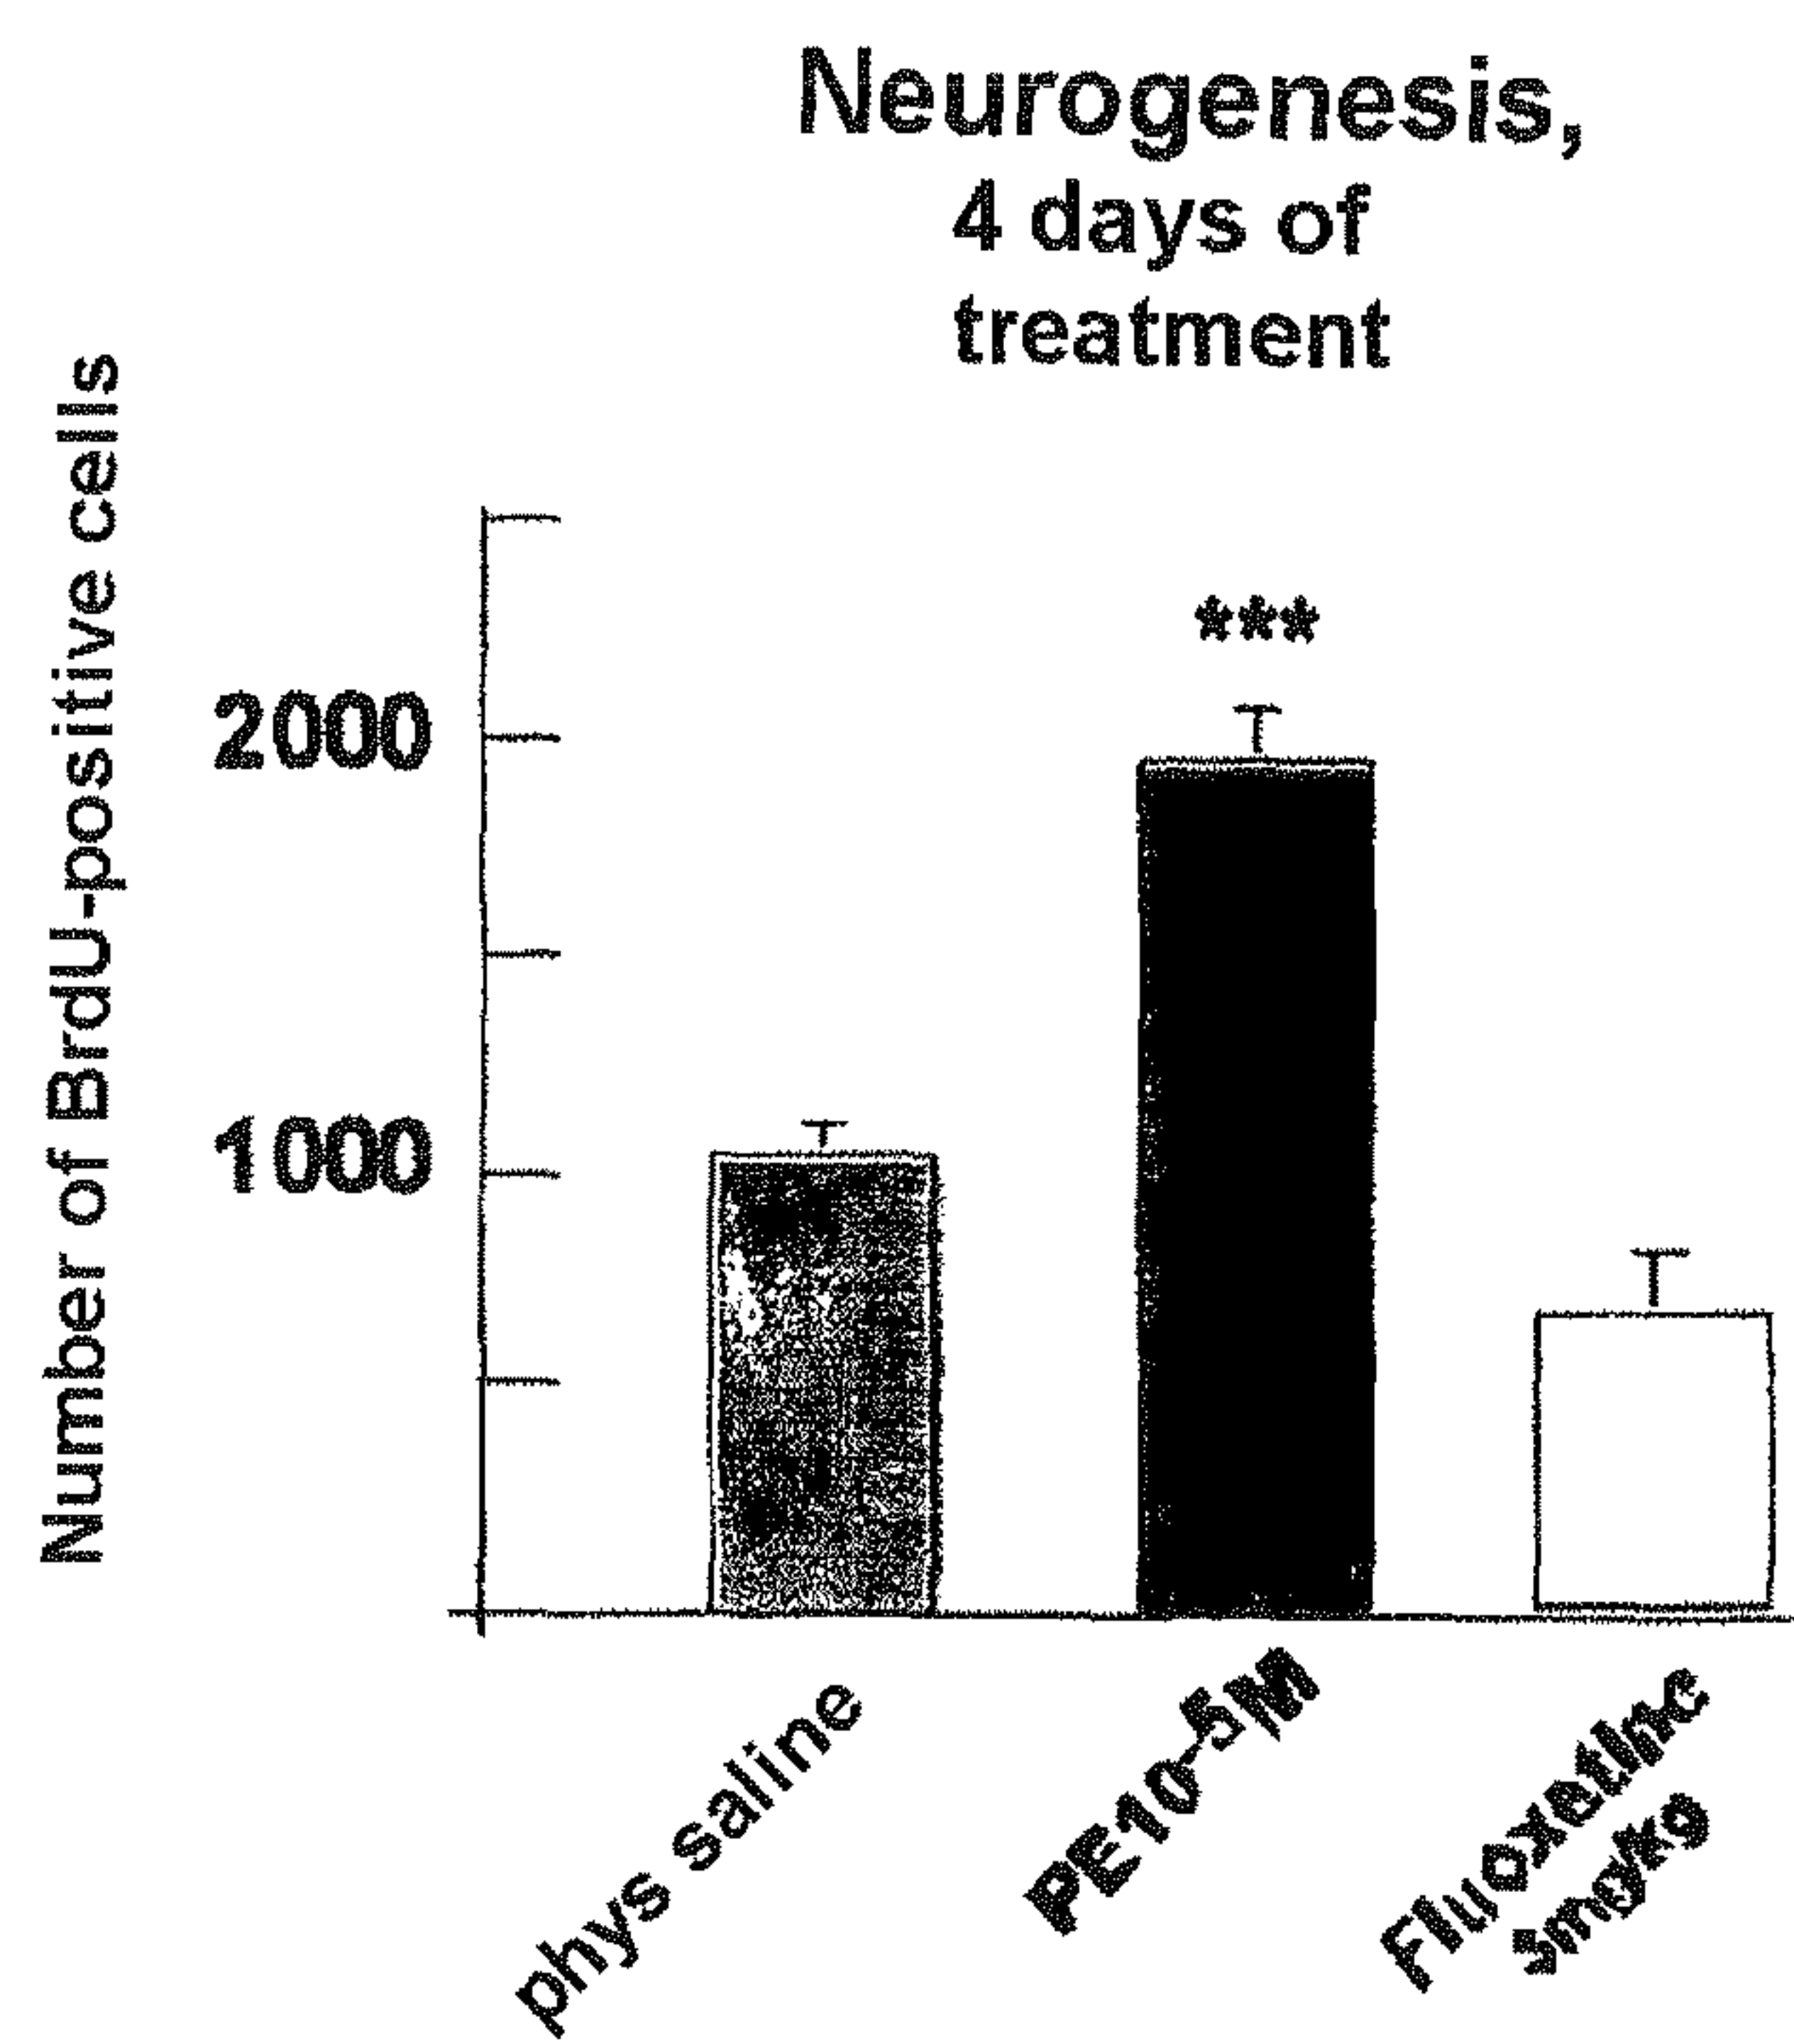 Neurogenesis,
4 days of
treatment
Number of BrdU-positive cells
2000
1000
***
phys saline
PE10-5M
Fluoxetine
5mg/kg